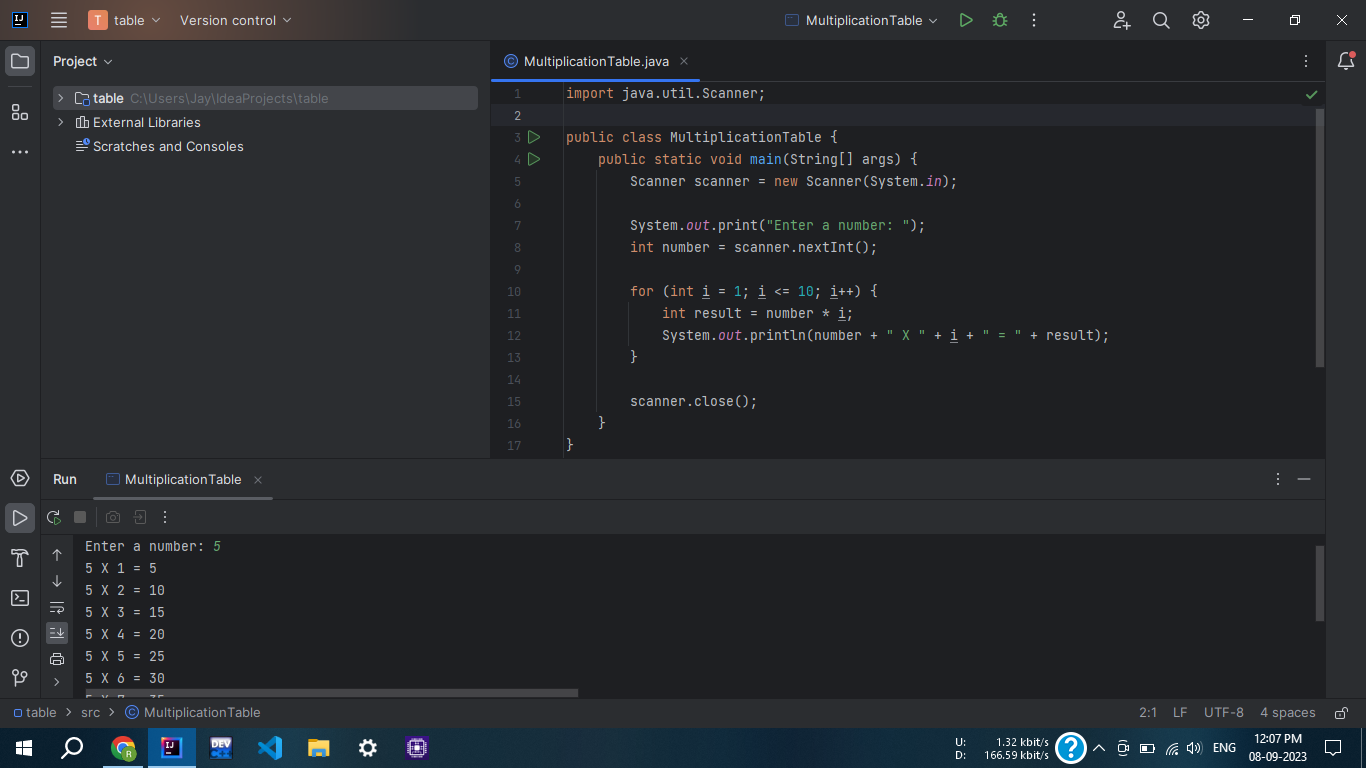 IJ
T
table
Version control
MultiplicationTable
Project
MultiplicationTable.java
table C:\Users\Jay\IdeaProjects\table
External Libraries
Scratches and Consoles
1 import java.util.Scanner;
2
3 public class MultiplicationTable {
4     public static void main(String[] args) {
5         Scanner scanner = new Scanner(System.in);
6
7         System.out.print("Enter a number: ");
8         int number = scanner.nextInt();
9
10         for (int i = 1; i <= 10; i++) {
11             int result = number * i;
12             System.out.println(number + " X " + i + " = " + result);
13         }
14
15         scanner.close();
16     }
17 }
Run
MultiplicationTable
Enter a number: 5
5 X 1 = 5
5 X 2 = 10
5 X 3 = 15
5 X 4 = 20
5 X 5 = 25
5 X 6 = 30
5 X 7 = 35
table > src > MultiplicationTable
2:1 LF UTF-8 4 spaces
R
IJ
DEV
C++
U: 1.32 kbit/s
D: 166.59 kbit/s
?
ENG
12:07 PM
08-09-2023